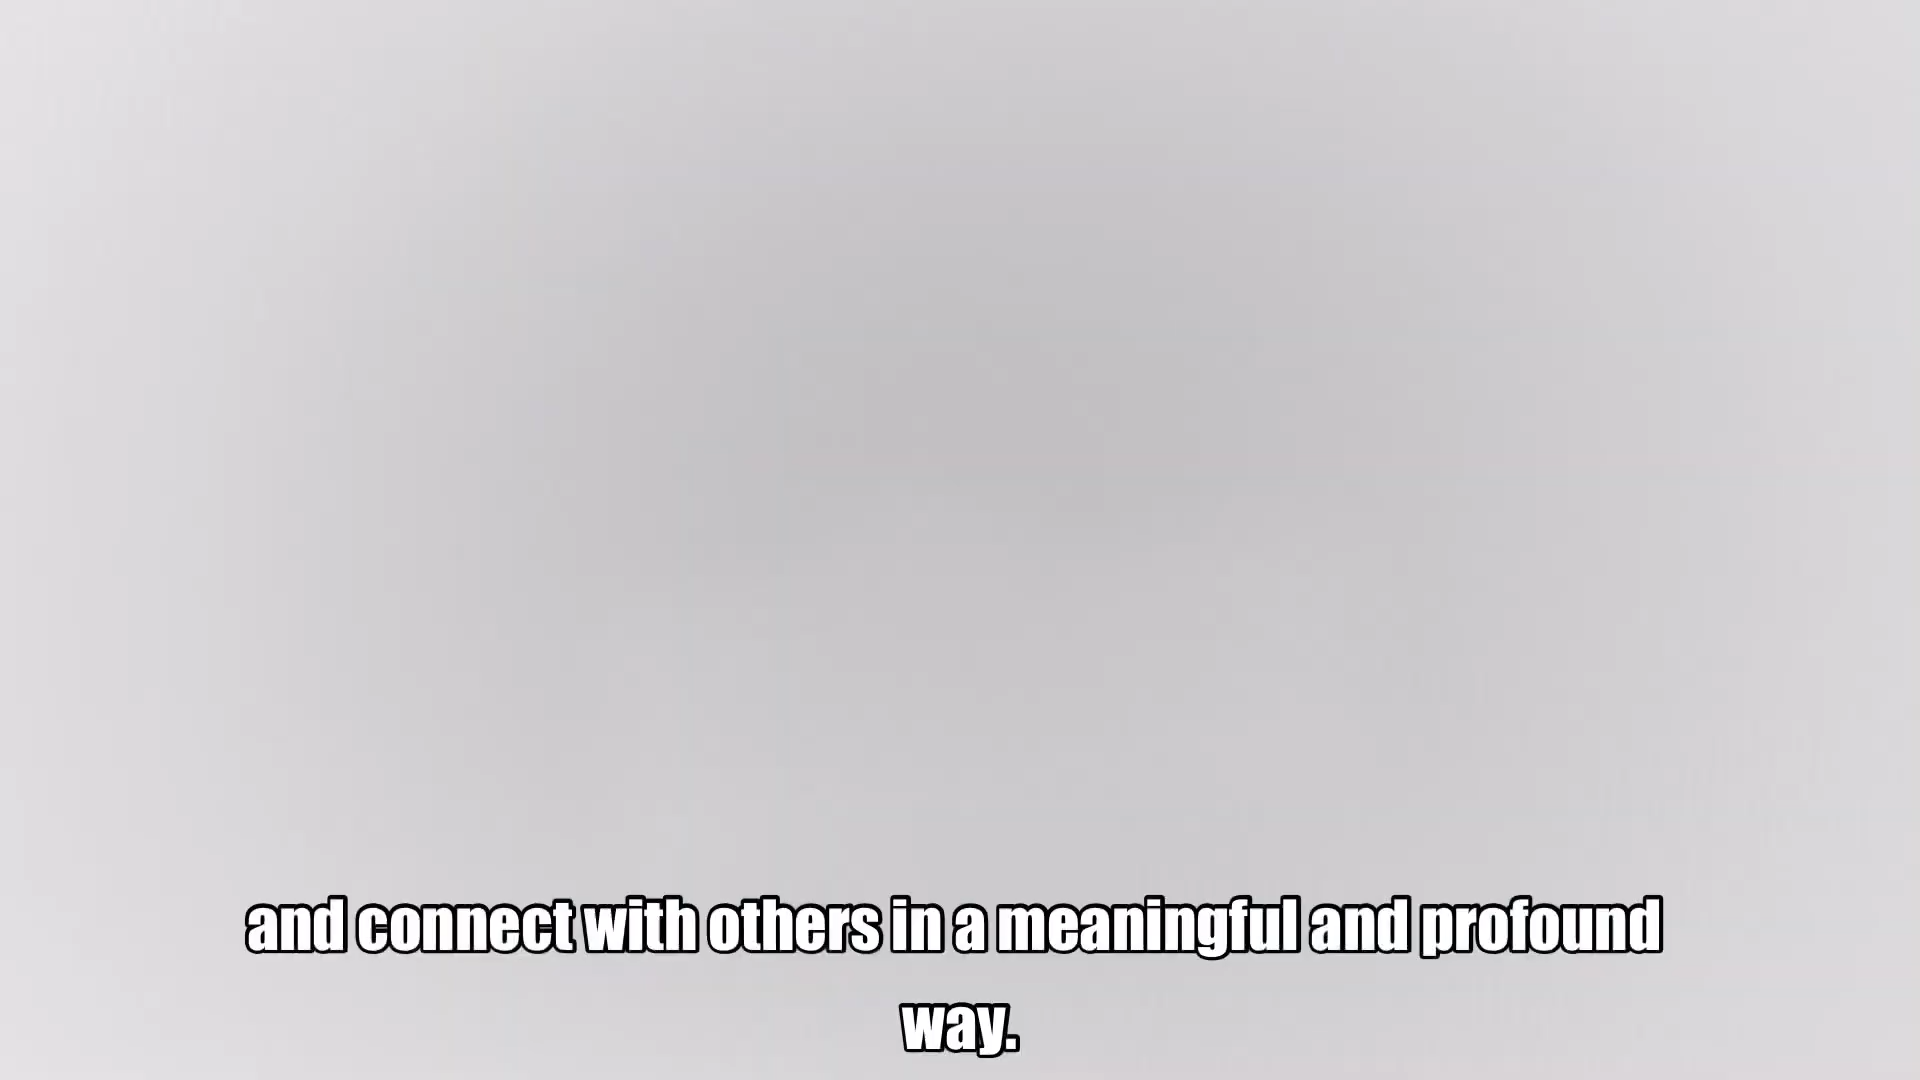 and connect with others in a meaningful and profound
way.